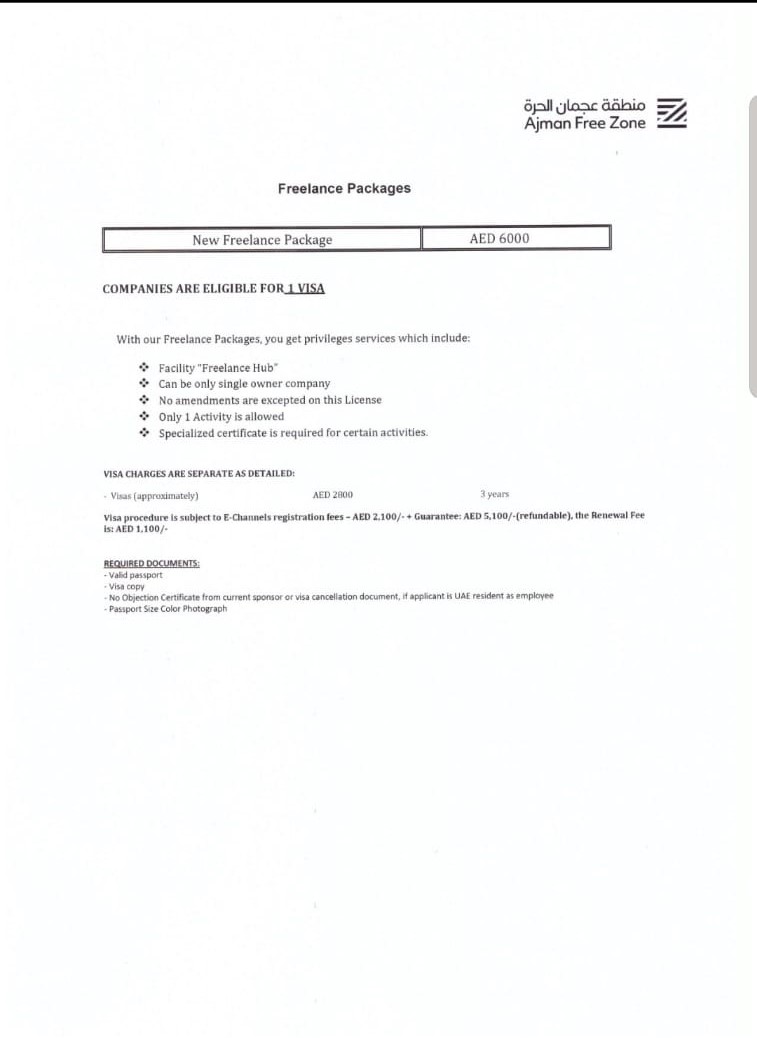 منطقة عجمان الحرة
Ajman Free Zone
Freelance Packages
New Freelance Package AED 6000
COMPANIES ARE ELIGIBLE FOR 1 VISA
With our Freelance Packages, you get privileges services which include:
❖ Facility "Freelance Hub"
❖ Can be only single owner company
❖ No amendments are excepted on this License
❖ Only 1 Activity is allowed
❖ Specialized certificate is required for certain activities.
VISA CHARGES ARE SEPARATE AS DETAILED:
- Visas (approximately) AED 2800 3 years
Visa procedure is subject to E-Channels registration fees – AED 2,100/- + Guarantee: AED 5,100/-(refundable), the Renewal Fee
is: AED 1,100/-
REQUIRED DOCUMENTS:
- Valid passport
- Visa copy
- No Objection Certificate from current sponsor or visa cancellation document, if applicant is UAE resident as employee
- Passport Size Color Photograph